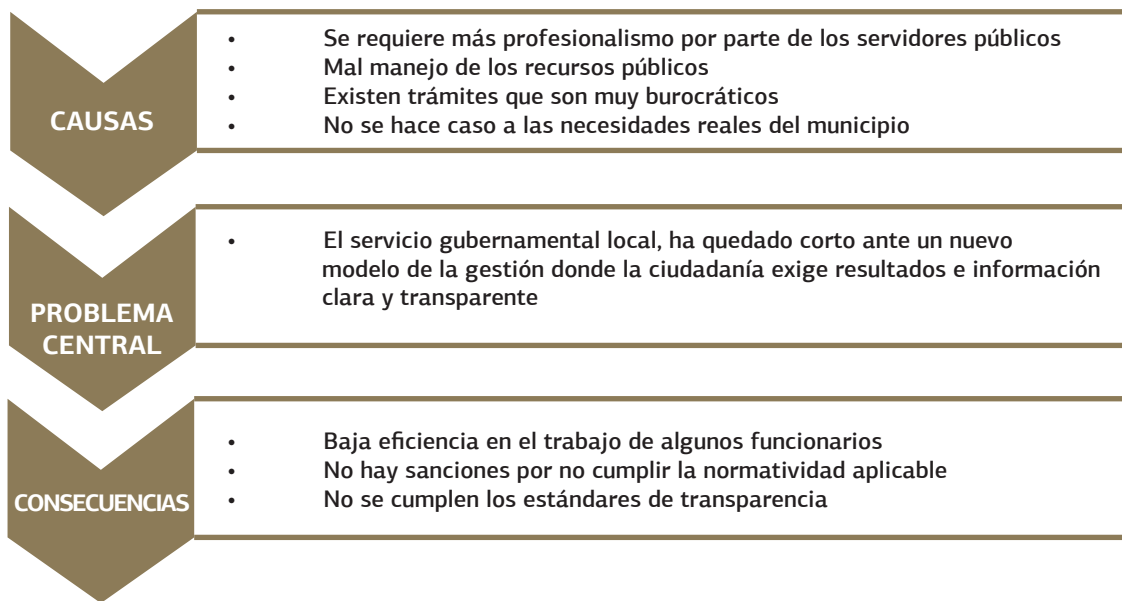 CAUSAS
• Se requiere más profesionalismo por parte de los servidores públicos
• Mal manejo de los recursos públicos
• Existen trámites que son muy burocráticos
• No se hace caso a las necesidades reales del municipio
PROBLEMA
CENTRAL
• El servicio gubernamental local, ha quedado corto ante un nuevo
modelo de la gestión donde la ciudadanía exige resultados e información
clara y transparente
CONSECUENCIAS
• Baja eficiencia en el trabajo de algunos funcionarios
• No hay sanciones por no cumplir la normatividad aplicable
• No se cumplen los estándares de transparencia